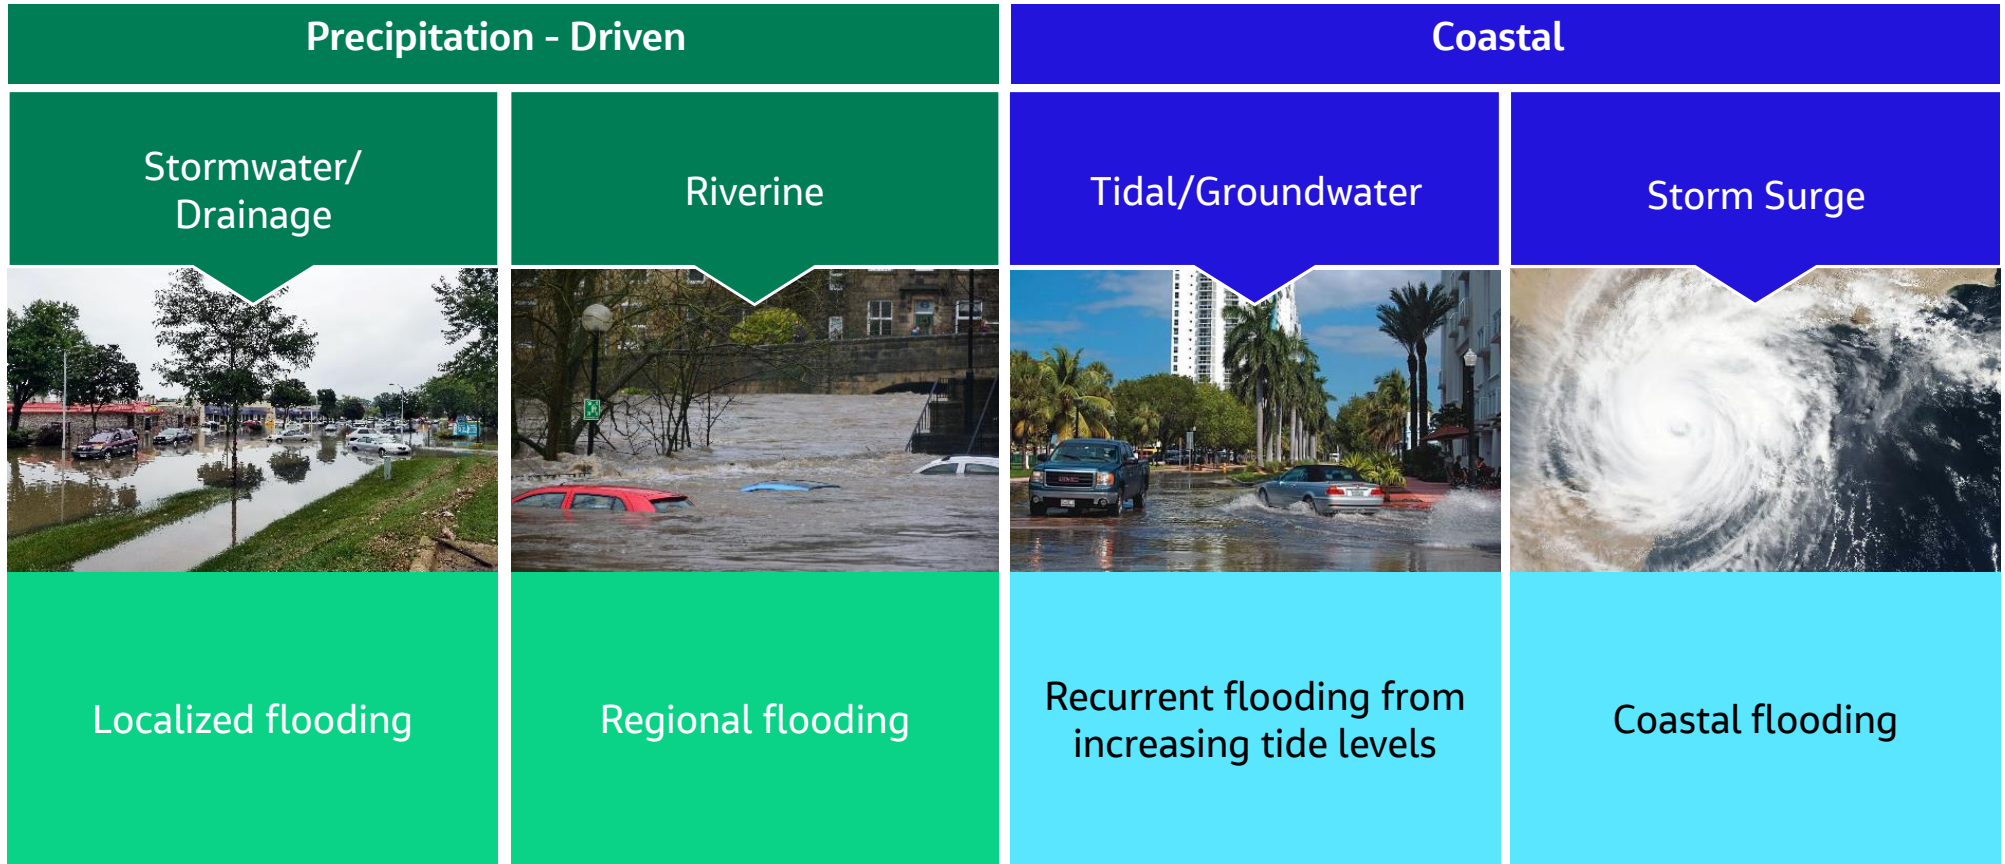 Precipitation - Driven
Coastal
Stormwater/
Drainage
Riverine
Tidal/Groundwater
Storm Surge
Localized flooding
Regional flooding
Recurrent flooding from
increasing tide levels
Coastal flooding